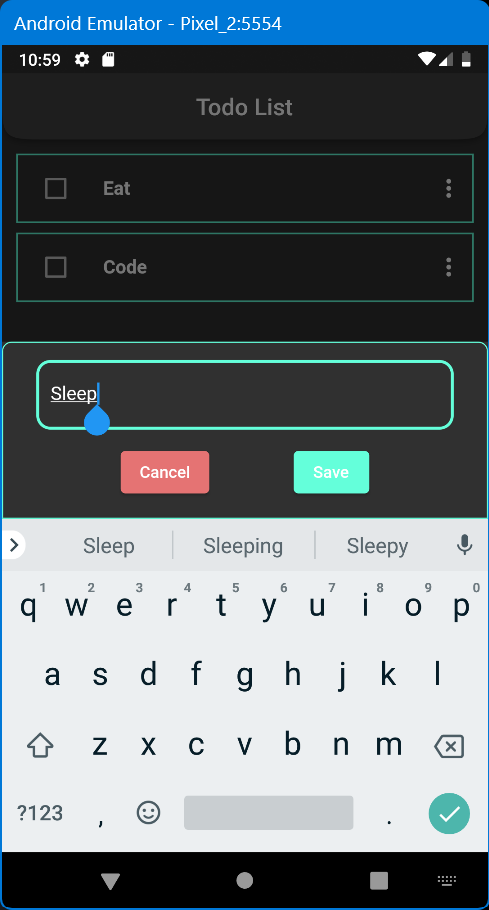 Android Emulator - Pixel_2:5554
10:59
Todo List
Eat
Code
Sleep
Cancel Save
Sleep Sleeping Sleepy
1 2 3 4 5 6 7 8 9 0
q w e r t y u i o p
a s d f g h j k l
z x c v b n m
?123 , .